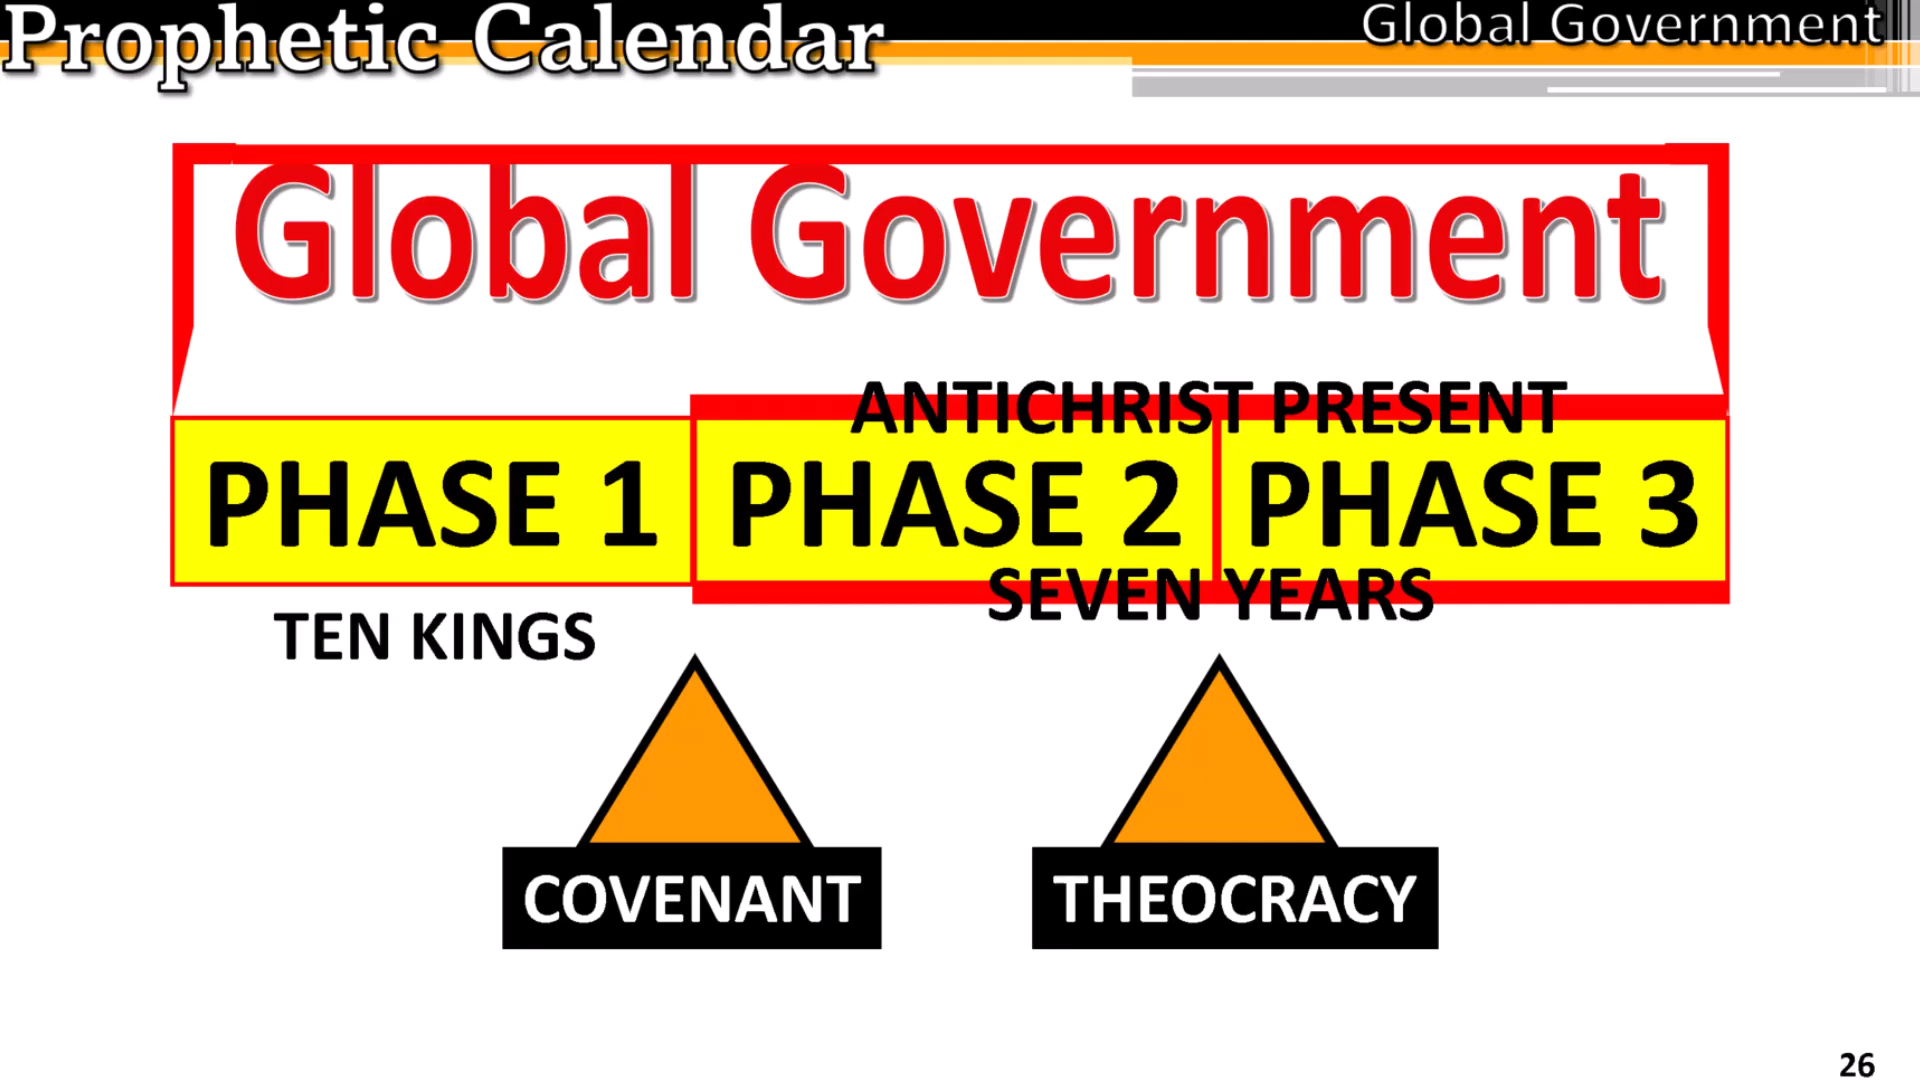 Prophetic Calendar
Global Government
Global Government
ANTICHRIST PRESENT
PHASE 1
PHASE 2
PHASE 3
SEVEN YEARS
TEN KINGS
COVENANT
THEOCRACY
26